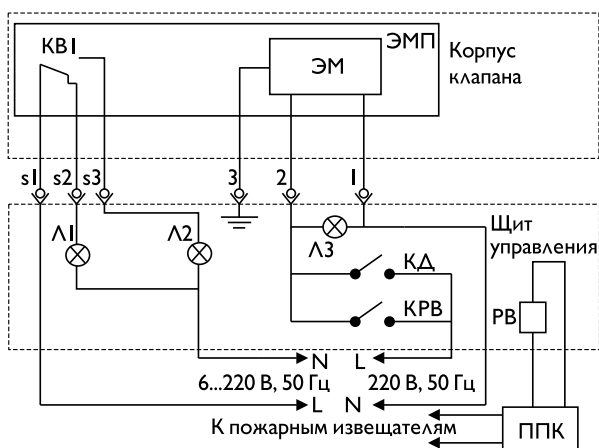 КВ1
ЭМП
ЭМ
Корпус
клапана
s1
s2
s3
3
2
1
Л1
Л2
Л3
КД
КРВ
Щит
управления
РВ
N
L
6...220 В, 50 Гц
220 В, 50 Гц
L
N
К пожарным извещателям
ППК